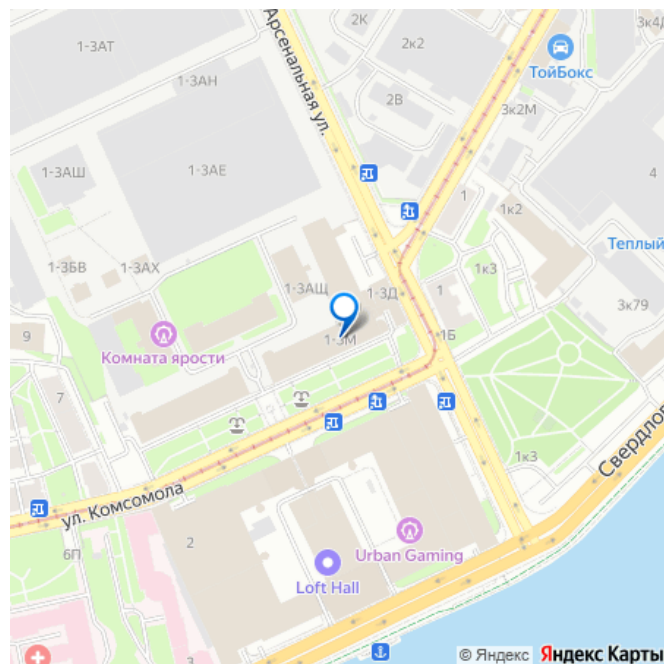 2К
3к4Д
1-3АТ
2к2
ТойБокс
Арсенальная ул.
1-3АН
2В
3к2М
1-3АШ
1-3АЕ
4
1
1к2
Теплый
1-3БВ
1-3АХ
1-3АЩ
1-3Д
1к3
1
3к79
9
Комната ярости
1-3М
1Б
7
1к3
Свердлов
ул. Комсомола
2
6П
Urban Gaming
Loft Hall
3
© Яндекс Яндекс Карты